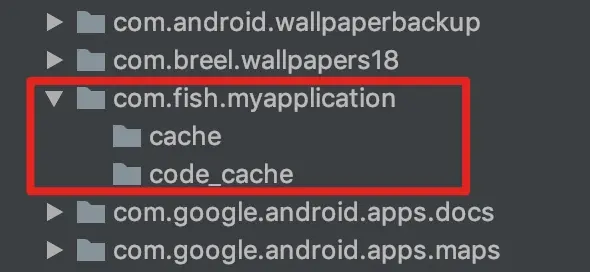 com.android.wallpaperbackup
com.breel.wallpapers18
com.fish.myapplication
cache
code_cache
com.google.android.apps.docs
com.google.android.apps.maps